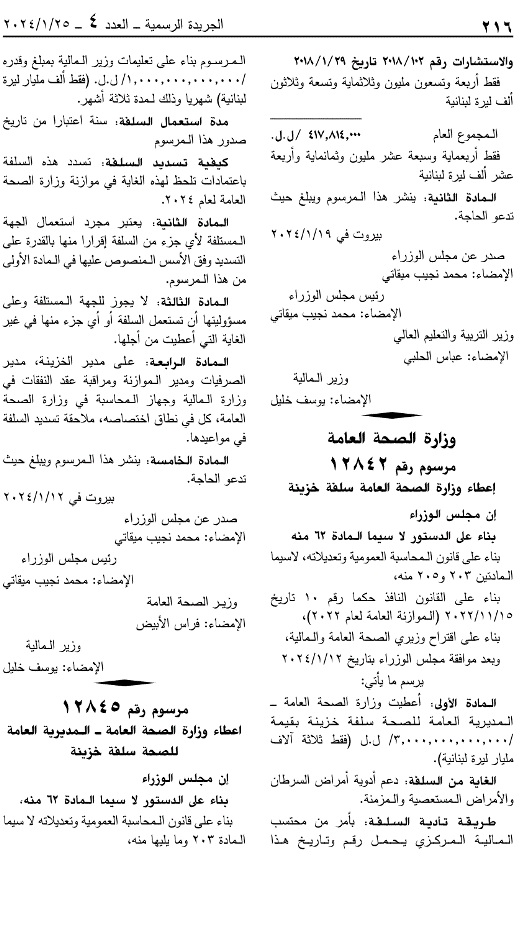 ٢١٦
الجريدة الرسمية ــ العدد ٤ ــ ٢٠٢٤/١/٢٥
والاستشارات رقم ٢٠١٨/١٠٢ تاريخ ٢٠١٨/١/٢٩
فقط أربعة وتسعون مليون وثلاثماية وتسعة وثلاثون
ألف ليرة لبنانية
المجموع العام ٤١٧,٨١٤,٠٠٠ /ل.ل.
فقط أربعماية وسبعة عشر مليون وثمانماية وأربعة
عشر ألف ليرة لبنانية
المادة الثانية: ينشر هذا المرسوم ويبلغ حيث
تدعو الحاجة.
بيروت في ٢٠٢٤/١/١٩
صدر عن مجلس الوزراء
الإمضاء: محمد نجيب ميقاتي
رئيس مجلس الوزراء
الإمضاء: محمد نجيب ميقاتي
وزير التربية والتعليم العالي
الإمضاء: عباس الحلبي
وزير المالية
الإمضاء: يوسف خليل
وزارة الصحة العامة
مرسوم رقم ١٢٨٤٢
إعطاء وزارة الصحة العامة سلفة خزينة
إن مجلس الوزراء
بناء على الدستور لا سيما المادة ٦٢ منه
بناء على قانون المحاسبة العمومية وتعديلاته، لاسيما
المادتين ٢٠٣ و٢٠٥ منه،
بناء على القانون النافذ حكما رقم ١٠ تاريخ
٢٠٢٢/١١/١٥ (الموازنة العامة لعام ٢٠٢٢)،
بناء على اقتراح وزيري الصحة العامة والمالية،
وبعد موافقة مجلس الوزراء بتاريخ ٢٠٢٤/١/١٢
يرسم ما يأتي:
المادة الأولى: أعطيت وزارة الصحة العامة ــ
المديرية العامة للصحة سلفة خزينة بقيمة
/٣,٠٠٠,٠٠٠,٠٠٠,٠٠٠/ ل.ل (فقط ثلاثة آلاف
مليار ليرة لبنانية).
الغاية من السلفة: دعم أدوية أمراض السرطان
والأمراض المستعصية والمزمنة.
طريقة تأدية السلفة: بأمر من محتسب
المالية المركزي يحمل رقم وتاريخ هذا
المرسوم بناء على تعليمات وزير المالية بمبلغ وقدره
/١,٠٠٠,٠٠٠,٠٠٠,٠٠٠/ ل.ل. (فقط ألف مليار ليرة
لبنانية) شهريا وذلك لمدة ثلاثة أشهر.
مدة استعمال السلفة: سنة اعتبارا من تاريخ
صدور هذا المرسوم
كيفية تسديد السلفة: تسدد هذه السلفة
باعتمادات تلحظ لهذه الغاية في موازنة وزارة الصحة
العامة لعام ٢٠٢٤.
المادة الثانية: يعتبر مجرد استعمال الجهة
المستلفة لأي جزء من السلفة إقرارا منها بالقدرة على
التسديد وفق الأسس المنصوص عليها في المادة الأولى
من هذا المرسوم.
المادة الثالثة: لا يجوز للجهة المستلفة وعلى
مسؤوليتها أن تستعمل السلفة أو أي جزء منها في غير
الغاية التي أعطيت من أجلها.
المادة الرابعة: على مدير الخزينة، مدير
الصرفيات ومدير الموازنة ومراقبة عقد النفقات في
وزارة المالية وجهاز المحاسبة في وزارة الصحة
العامة، كل في نطاق اختصاصه، ملاحقة تسديد السلفة
في مواعيدها.
المادة الخامسة: ينشر هذا المرسوم ويبلغ حيث
تدعو الحاجة.
بيروت في ٢٠٢٤/١/١٢
صدر عن مجلس الوزراء
الإمضاء: محمد نجيب ميقاتي
رئيس مجلس الوزراء
الإمضاء: محمد نجيب ميقاتي
وزير الصحة العامة
الإمضاء: فراس الأبيض
وزير المالية
الإمضاء: يوسف خليل
مرسوم رقم ١٢٨٤٥
اعطاء وزارة الصحة العامة ــ المديرية العامة
للصحة سلفة خزينة
إن مجلس الوزراء
بناء على الدستور لا سيما المادة ٦٢ منه،
بناء على قانون المحاسبة العمومية وتعديلاته لا سيما
المادة ٢٠٣ وما يليها منه،